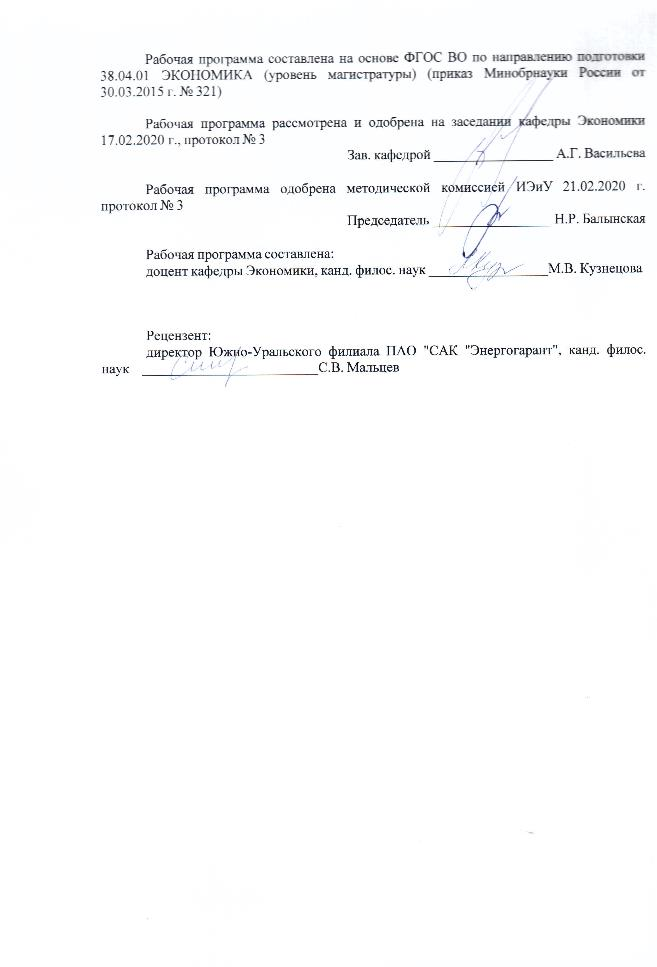 Рабочая программа составлена на основе ФГОС ВО по направлению подготовки
38.04.01 ЭКОНОМИКА (уровень магистратуры) (приказ Минобрнауки России от
30.03.2015 г. № 321)
Рабочая программа рассмотрена и одобрена на заседании кафедры Экономики
17.02.2020 г., протокол № 3
Зав. кафедрой _________________ А.Г. Васильева
Рабочая программа одобрена методической комиссией ИЭиУ 21.02.2020 г.
протокол № 3
Председатель _________________ Н.Р. Балынская
Рабочая программа составлена:
доцент кафедры Экономики, канд. филос. наук _________________М.В. Кузнецова
Рецензент:
директор Южно-Уральского филиала ПАО "САК "Энергогарант", канд. филос.
наук _________________________С.В. Мальцев